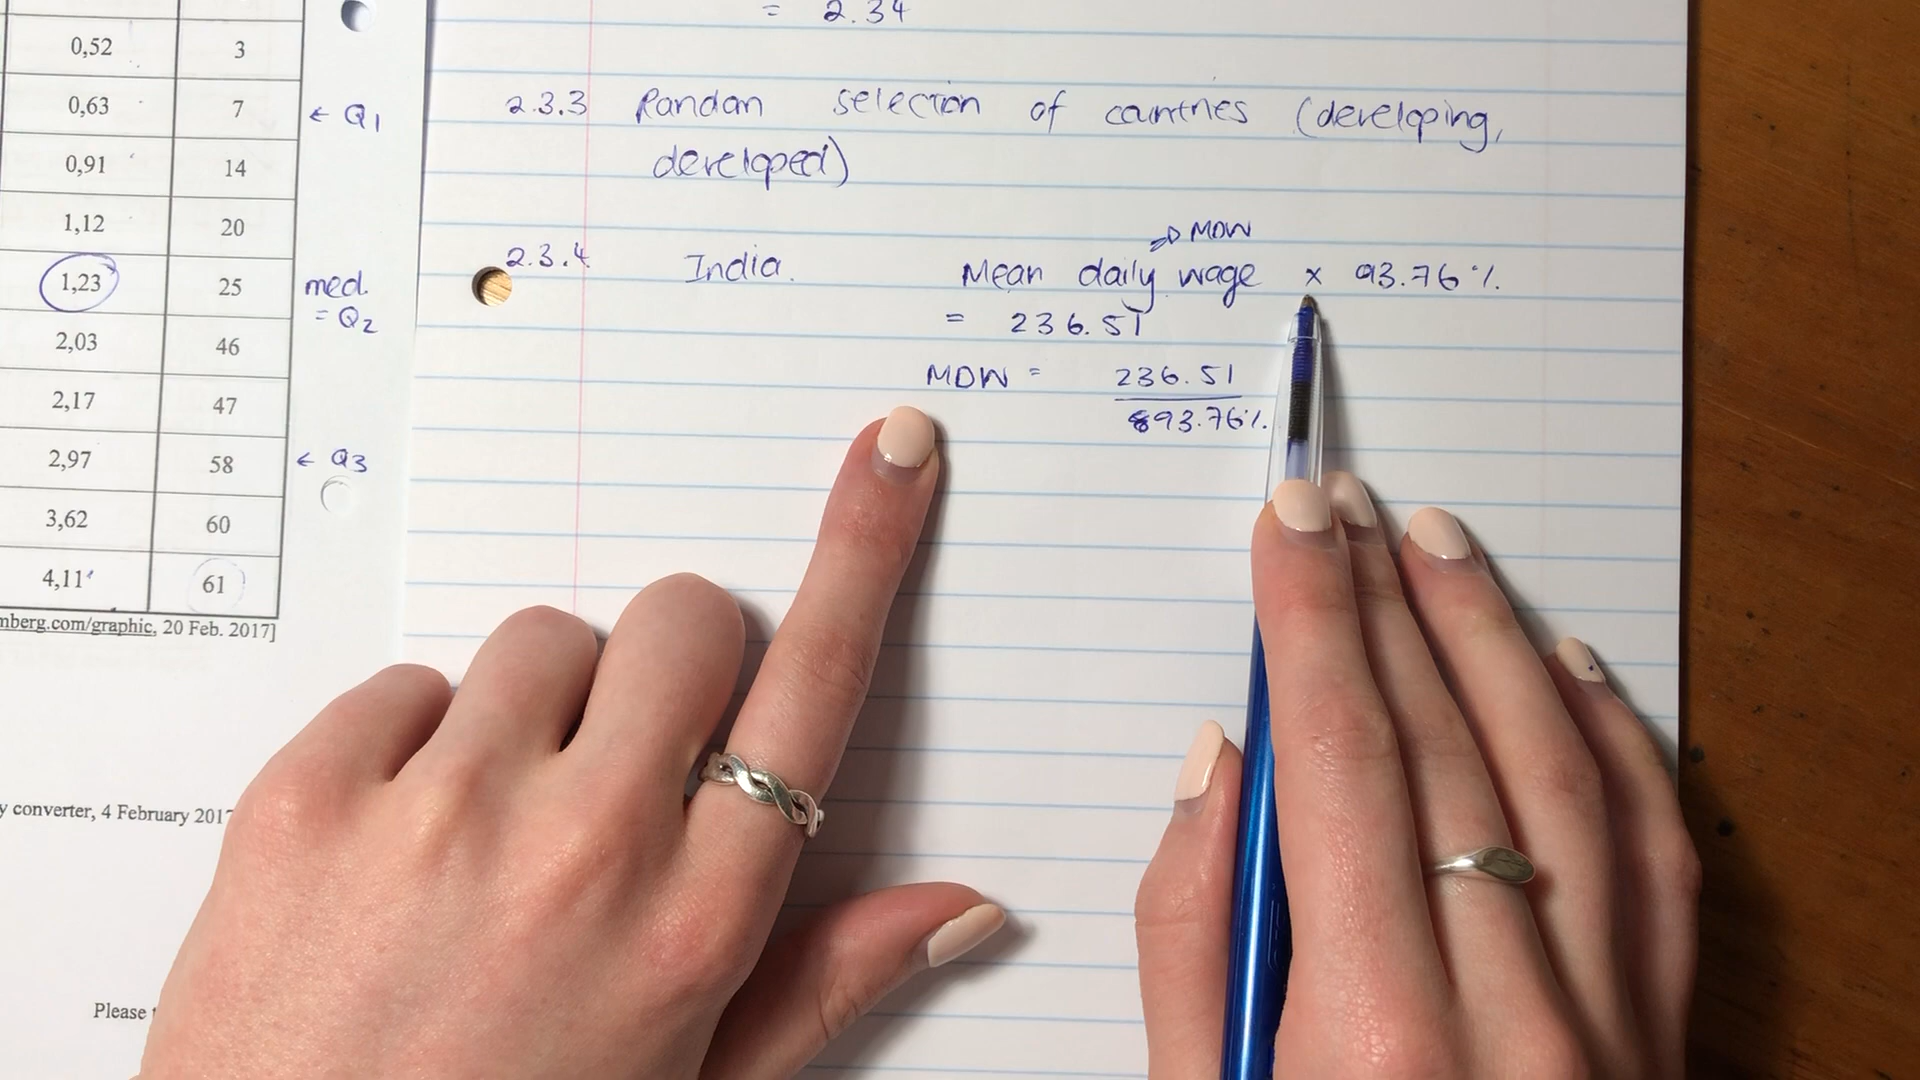 = 2.34
0,52 3
0,63 7 ← Q1
0,91 14
1,12 20
1,23 25 med. = Q2
2,03 46
2,17 47
2,97 58 ← Q3
3,62 60
4,11 61
mberg.com/graphic, 20 Feb. 2017]
y converter, 4 February 2017
Please
2.3.3 Random selection of countries (developing,
developed)
⇒ MDW
2.3.4. India. Mean daily wage × 93.76%.
= 236.51
MDW = 236.51
93.76%.